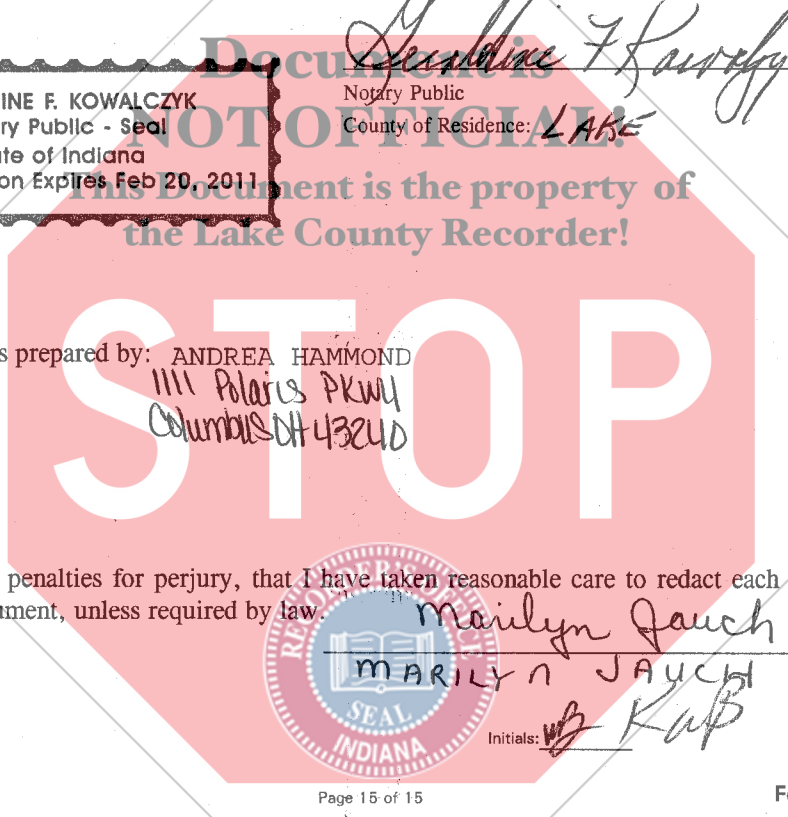 Geraldine F Kowalczyk
Document is
INE F. KOWALCZYK
ry Public - Seal
te of Indiana
on Expires Feb 20, 2011
Notary Public
County of Residence: LAKE
NOT OFFICIAL!
This Document is the property of
the Lake County Recorder!
STOP
s prepared by: ANDREA HAMMOND
1111 Polaris PKWY
Columbus OH 43240
penalties for perjury, that I have taken reasonable care to redact each
ument, unless required by law.
Marilyn Jauch
MARILYN JAUCH
RECORDER'S OFFICE
SEAL
INDIANA
Initials: KWB
Page 15 of 15